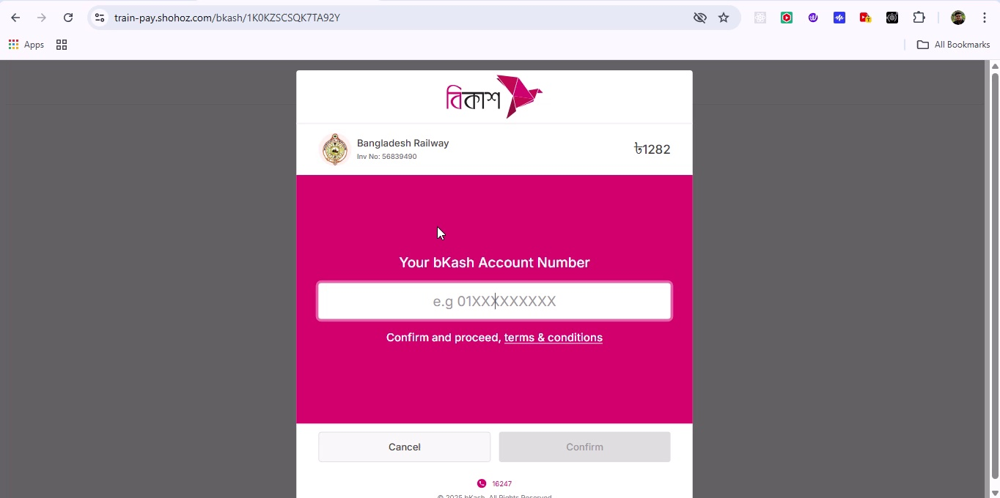 train-pay.shohoz.com/bkash/1K0KZSCSQK7TA92Y
Apps
All Bookmarks
বিকাশ
Bangladesh Railway
Inv No: 56839490
৳1282
Your bKash Account Number
e.g 01XXXXXXXXX
Confirm and proceed, terms & conditions
Cancel
Confirm
16247
© 2025 bKash, All Rights Reserved